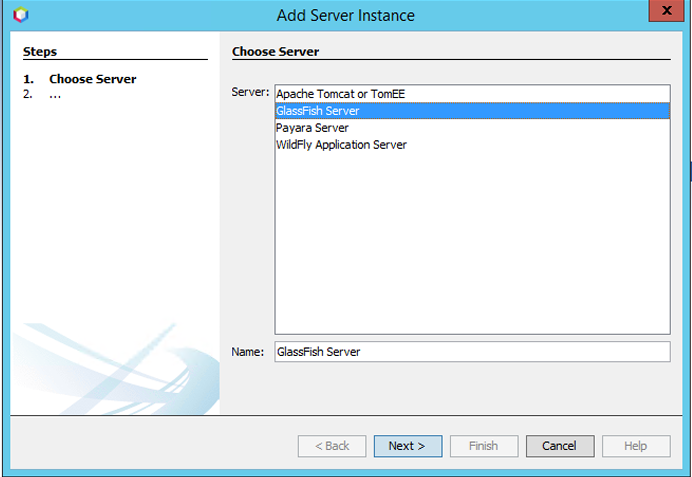 Add Server Instance
x
Steps
1. Choose Server
2. ...
Choose Server
Server:
Apache Tomcat or TomEE
GlassFish Server
Payara Server
WildFly Application Server
Name: GlassFish Server
< Back Next > Finish Cancel Help